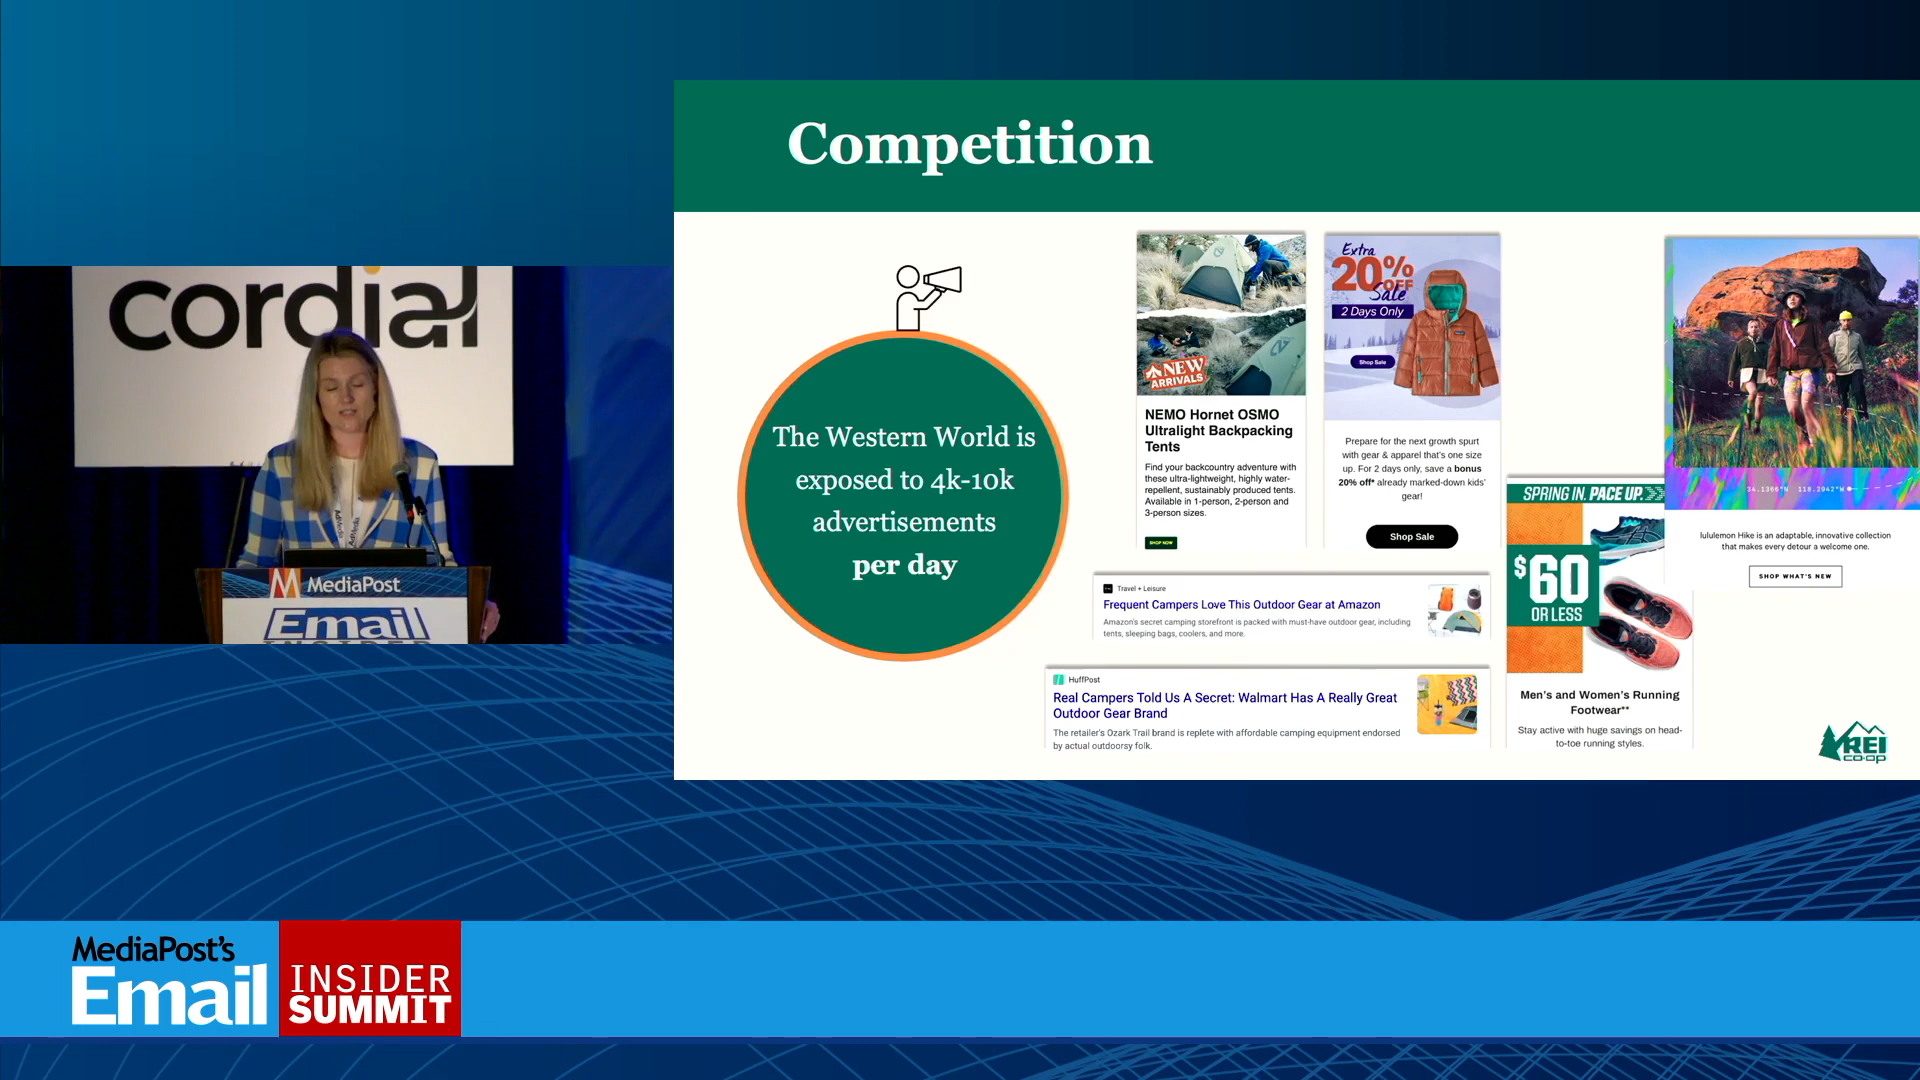 Competition
The Western World is
exposed to 4k-10k
advertisements
per day
NEW
ARRIVALS
NEMO Hornet OSMO
Ultralight Backpacking
Tents
Find your backcountry adventure with
these ultra-lightweight, highly water-
repellent, sustainably produced tents.
Available in 1-person, 2-person and
3-person sizes.
SHOP NOW
Extra
20% OFF
Sale
2 Days Only
Shop Sale
Prepare for the next growth spurt
with gear & apparel that's one size
up. For 2 days only, save a bonus
20% off* already marked-down kids'
gear!
Shop Sale
Travel + Leisure
Frequent Campers Love This Outdoor Gear at Amazon
Amazon's secret camping storefront is packed with must-have outdoor gear, including
tents, sleeping bags, coolers, and more.
HuffPost
Real Campers Told Us A Secret: Walmart Has A Really Great
Outdoor Gear Brand
The retailer's Ozark Trail brand is replete with affordable camping equipment endorsed
by actual outdoorsy folk.
SPRING IN. PACE UP.
$60
OR LESS
Men's and Women's Running
Footwear**
Stay active with huge savings on head-
to-toe running styles.
34.1366°N 118.2942°W
lululemon Hike is an adaptable, innovative collection
that makes every detour a welcome one.
SHOP WHAT'S NEW
REI
co-op
cordial
MediaPost
AdMedia
MediaPost
Email
INSIDER
MediaPost's
Email
INSIDER
SUMMIT